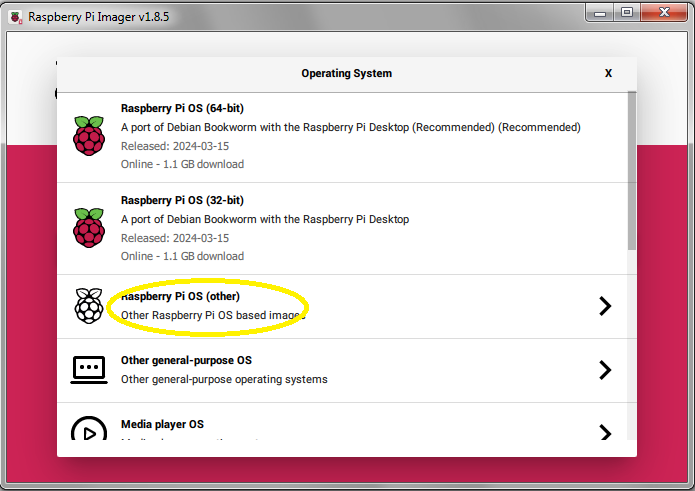 Raspberry Pi Imager v1.8.5
Operating System
X
Raspberry Pi OS (64-bit)
A port of Debian Bookworm with the Raspberry Pi Desktop (Recommended) (Recommended)
Released: 2024-03-15
Online - 1.1 GB download
Raspberry Pi OS (32-bit)
A port of Debian Bookworm with the Raspberry Pi Desktop
Released: 2024-03-15
Online - 1.1 GB download
Raspberry Pi OS (other)
Other Raspberry Pi OS based images
Other general-purpose OS
Other general-purpose operating systems
Media player OS